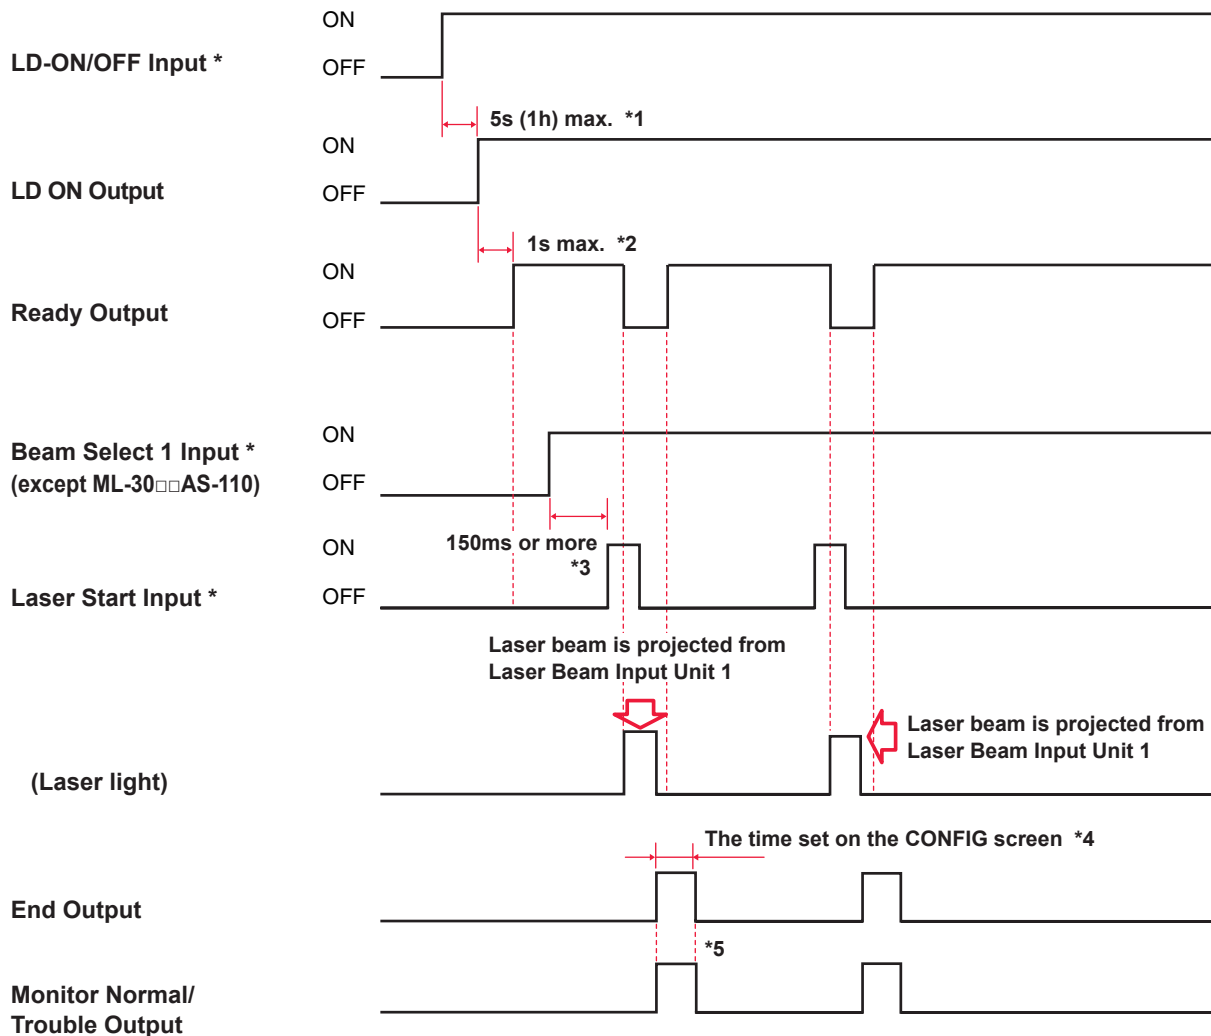 ON
LD-ON/OFF Input *
OFF
5s (1h) max. *1
ON
LD ON Output
OFF
1s max. *2
ON
Ready Output
OFF
ON
Beam Select 1 Input *
(except ML-30□□AS-110)
OFF
150ms or more
*3
ON
Laser Start Input *
OFF
Laser beam is projected from
Laser Beam Input Unit 1
Laser beam is projected from
Laser Beam Input Unit 1
(Laser light)
The time set on the CONFIG screen *4
End Output
*5
Monitor Normal/
Trouble Output